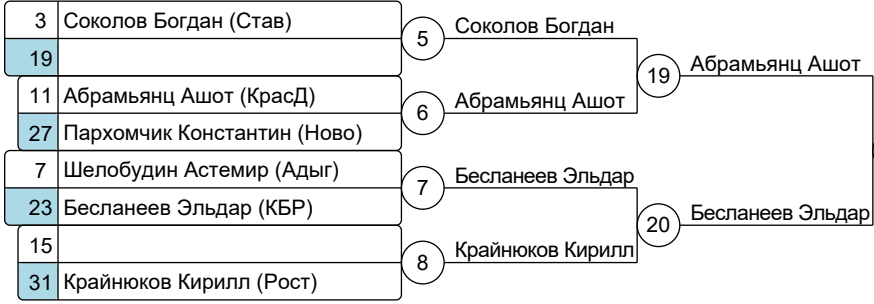 3 Соколов Богдан (Став)
19
5 Соколов Богдан
11 Абрамьянц Ашот (КрасД)
27 Пархомчик Константин (Ново)
6 Абрамьянц Ашот
19 Абрамьянц Ашот
7 Шелобудин Астемир (Адыг)
23 Бесланеев Эльдар (КБР)
7 Бесланеев Эльдар
15
31 Крайнюков Кирилл (Рост)
8 Крайнюков Кирилл
20 Бесланеев Эльдар